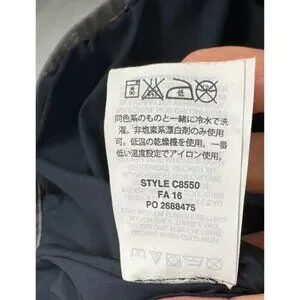 低
同色系のものと一緒に冷水で洗
濯。非塩素系漂白剤のみ使用
可。低温の乾燥機を使用。一番
低い温度設定でアイロン使用。
STYLE C8550
FA 16
PO 2688475